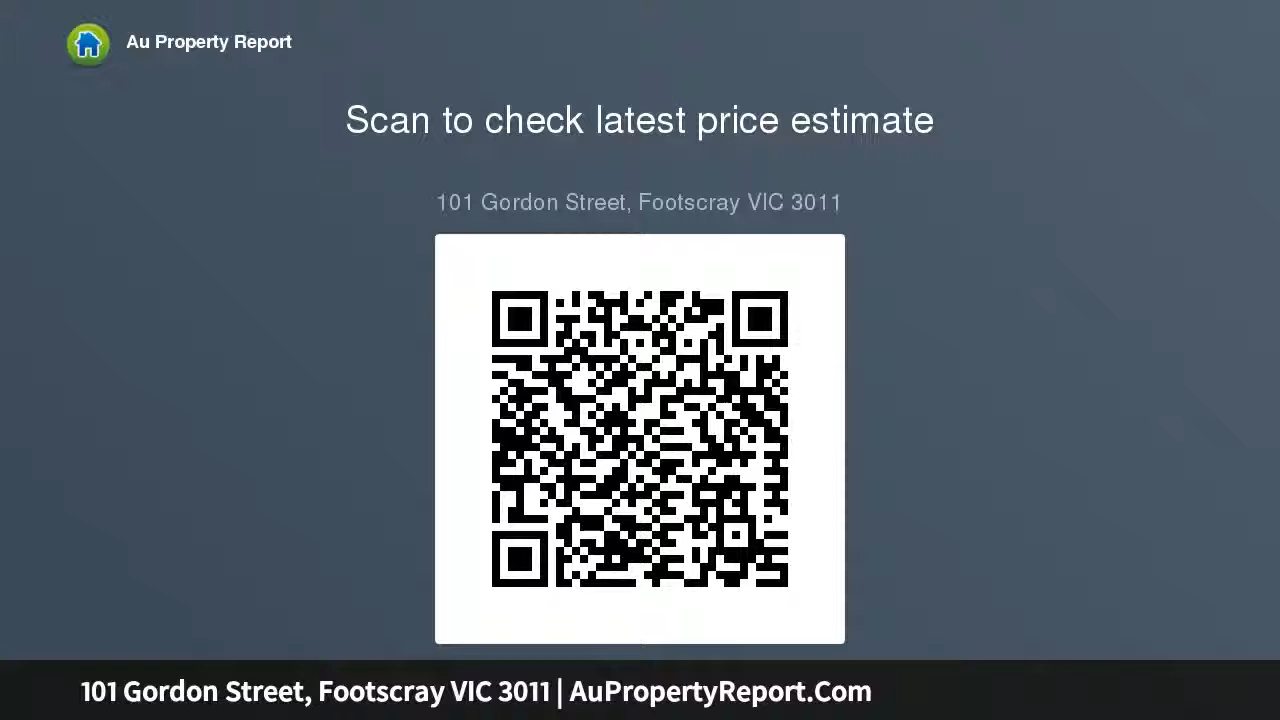 Au Property Report
Scan to check latest price estimate
101 Gordon Street, Footscray VIC 3011
101 Gordon Street, Footscray VIC 3011 | AuPropertyReport.Com